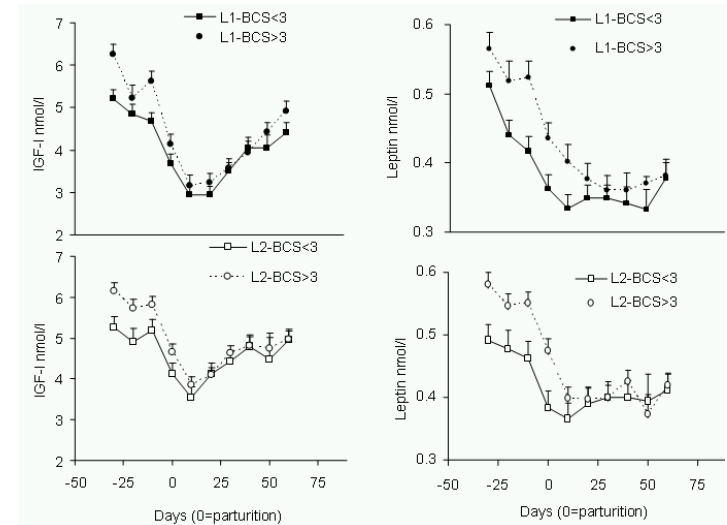 L1-BCS<3
L1-BCS>3
7
6
5
4
3
2
IGF-I nmol/l
L1-BCS<3
L1-BCS>3
0.6
0.5
0.4
0.3
Leptin nmol/l
L2-BCS<3
L2-BCS>3
7
6
5
4
3
2
IGF-I nmol/l
-50 -25 0 25 50 75
Days (0=parturition)
L2-BCS<3
L2-BCS>3
0.6
0.5
0.4
0.3
Leptin nmol/l
-50 -25 0 25 50 75
Days (0=parturition)